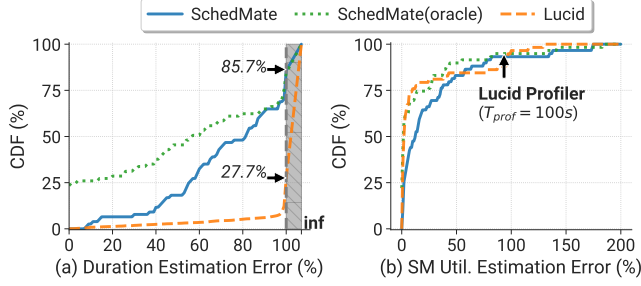 SchedMate SchedMate(oracle) Lucid
100
75
50
25
0
CDF (%)
85.7%
27.7%
inf
0 20 40 60 80 100
(a) Duration Estimation Error (%)
100
75
50
25
0
CDF (%)
Lucid Profiler
(T_prof = 100s)
0 50 100 150 200
(b) SM Util. Estimation Error (%)